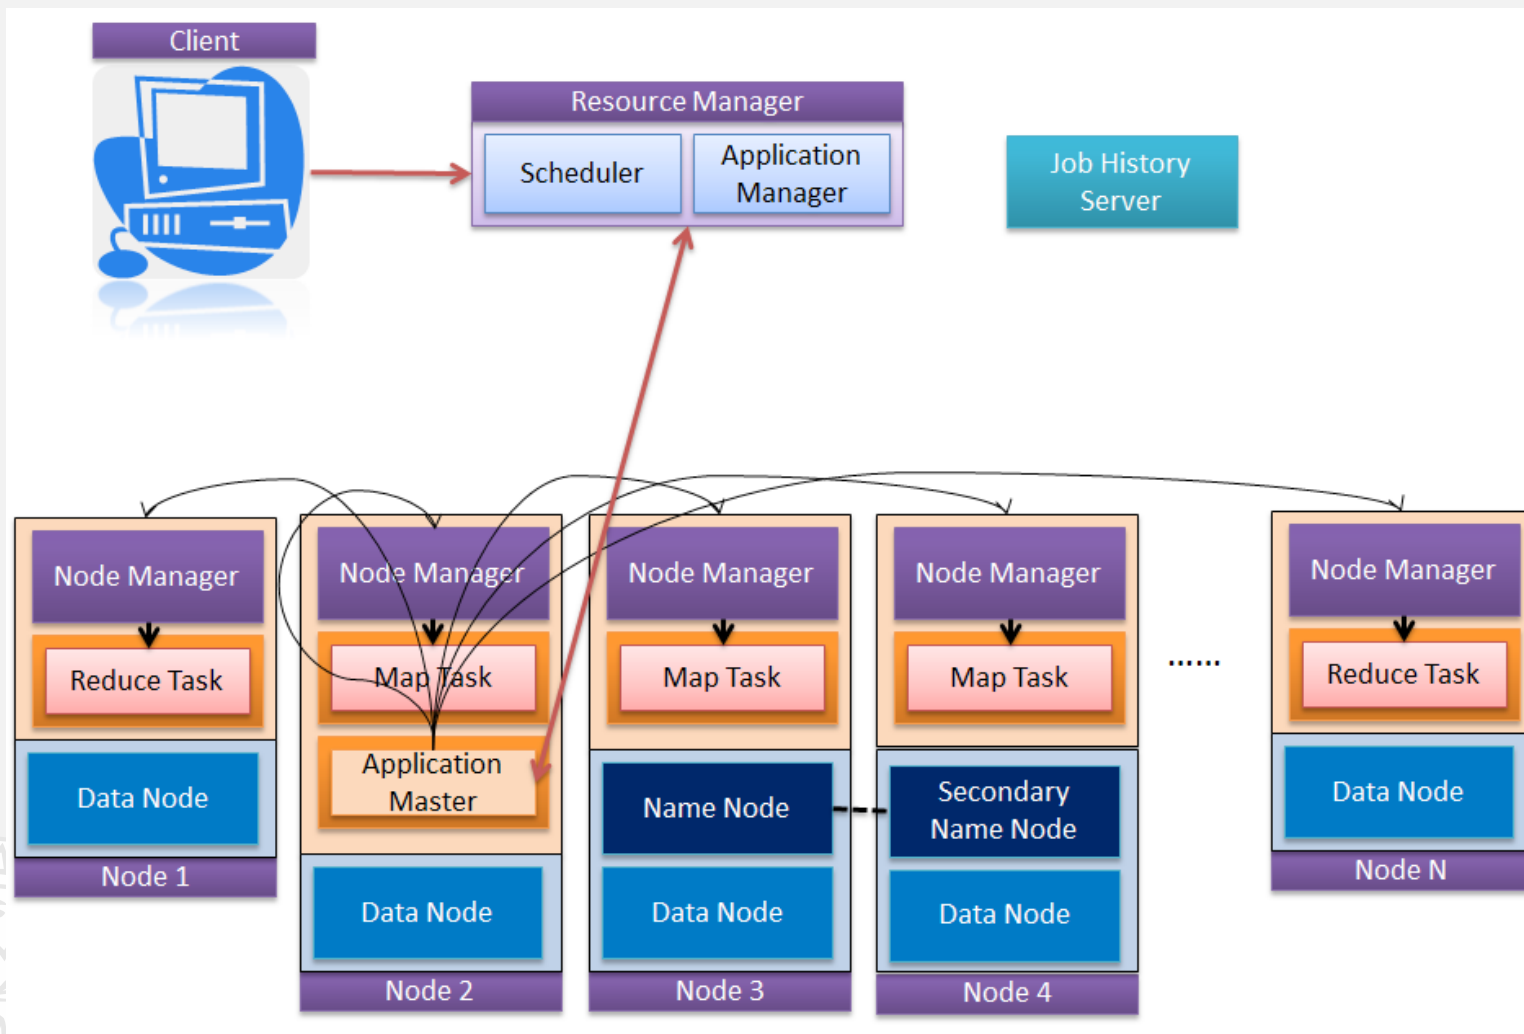 Client
Resource Manager
Scheduler
Application
Manager
Job History
Server
Node Manager
Reduce Task
Data Node
Node 1
Node Manager
Map Task
Application
Master
Data Node
Node 2
Node Manager
Map Task
Name Node
Data Node
Node 3
Node Manager
Map Task
Secondary
Name Node
Data Node
Node 4
......
Node Manager
Reduce Task
Data Node
Node N